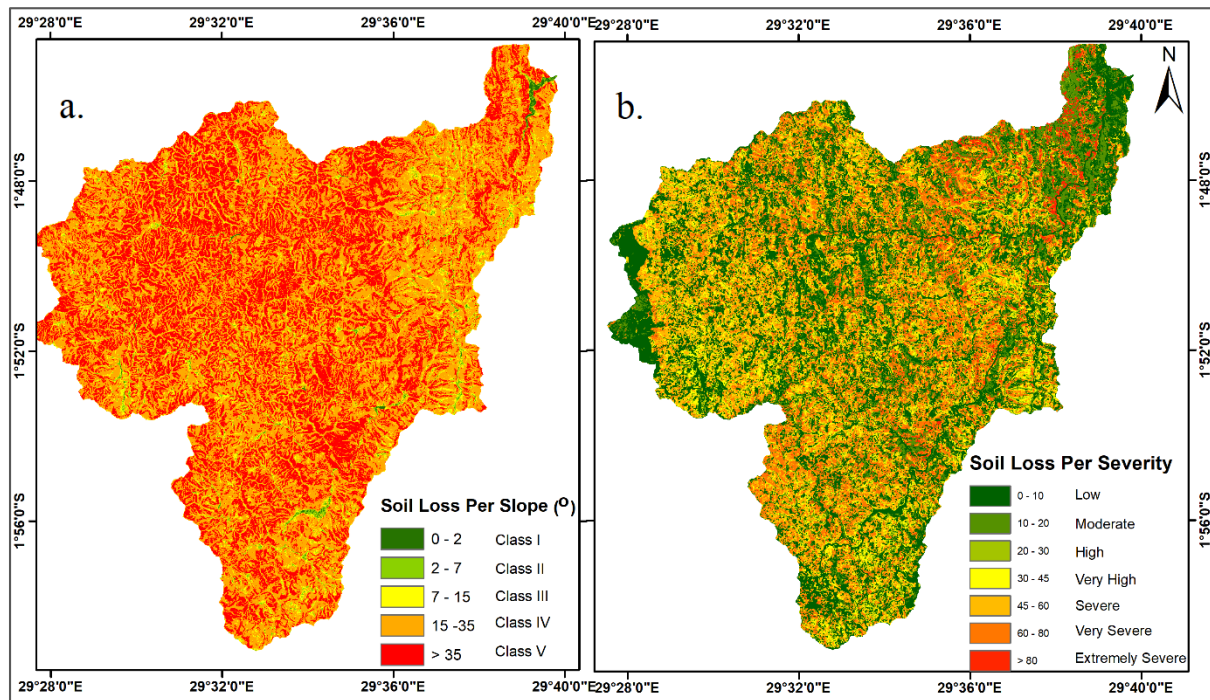 29°28'0"E 29°32'0"E 29°36'0"E 29°40'0"E
29°28'0"E 29°32'0"E 29°36'0"E 29°40'0"E
a.
b.
N
1°48'0"S
1°52'0"S
1°56'0"S
1°48'0"S
1°52'0"S
1°56'0"S
Soil Loss Per Slope (º)
0 - 2 Class I
2 - 7 Class II
7 - 15 Class III
15 -35 Class IV
> 35 Class V
Soil Loss Per Severity
0 - 10 Low
10 - 20 Moderate
20 - 30 High
30 - 45 Very High
45 - 60 Severe
60 - 80 Very Severe
> 80 Extremely Severe
29°28'0"E 29°32'0"E 29°36'0"E 29°40'0"E
29°28'0"E 29°32'0"E 29°36'0"E 29°40'0"E